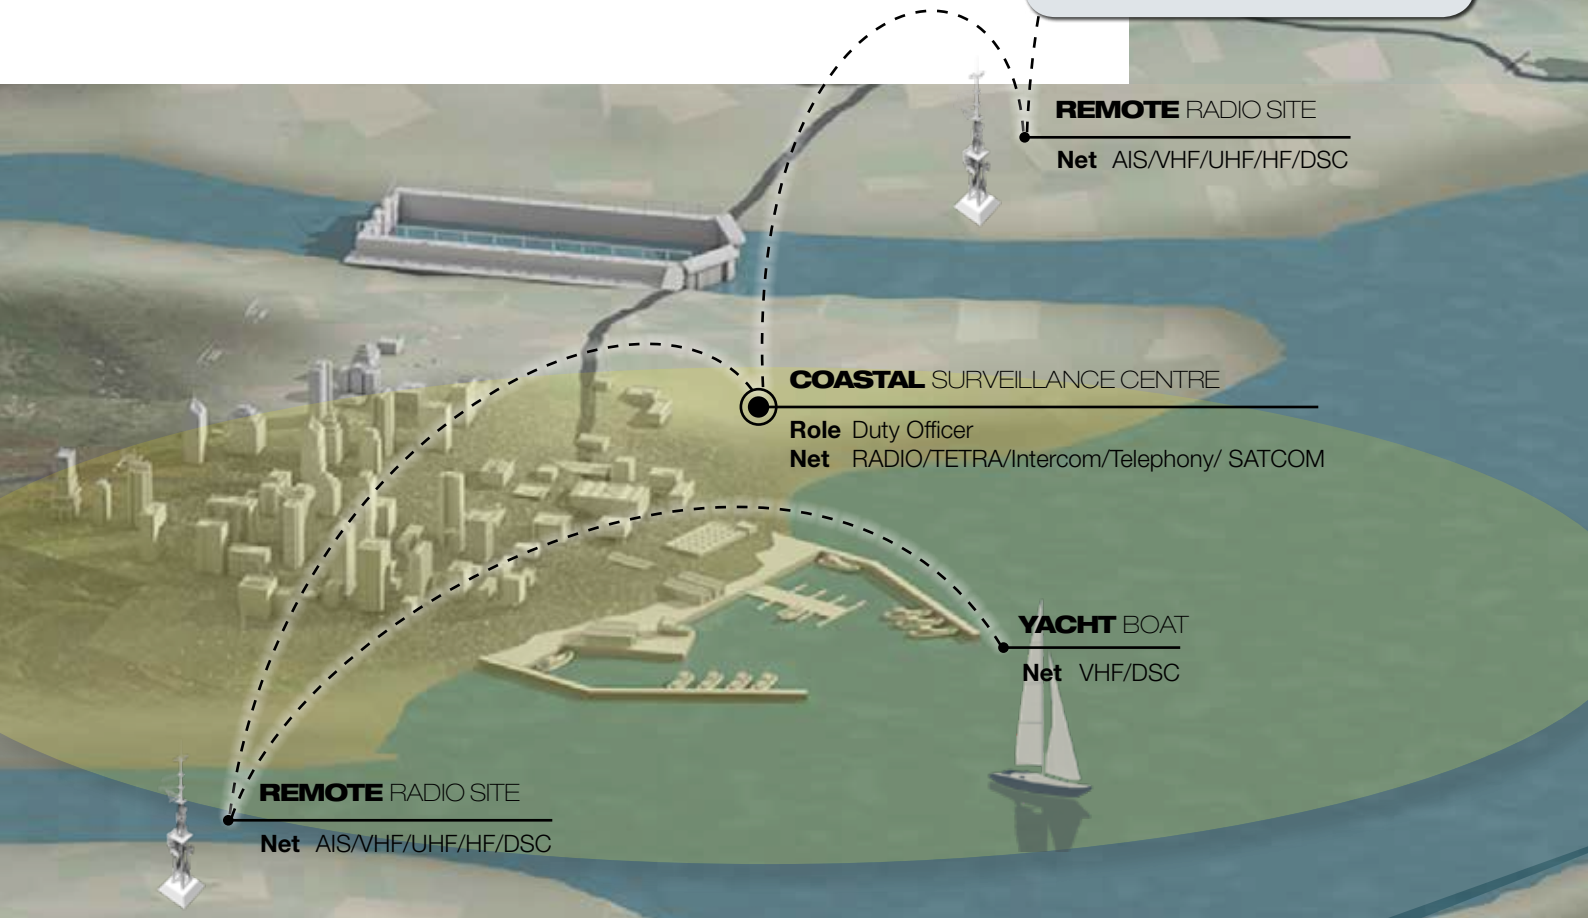 REMOTE RADIO SITE
Net AIS/VHF/UHF/HF/DSC
COASTAL SURVEILLANCE CENTRE
Role Duty Officer
Net RADIO/TETRA/Intercom/Telephony/ SATCOM
YACHT BOAT
Net VHF/DSC
REMOTE RADIO SITE
Net AIS/VHF/UHF/HF/DSC